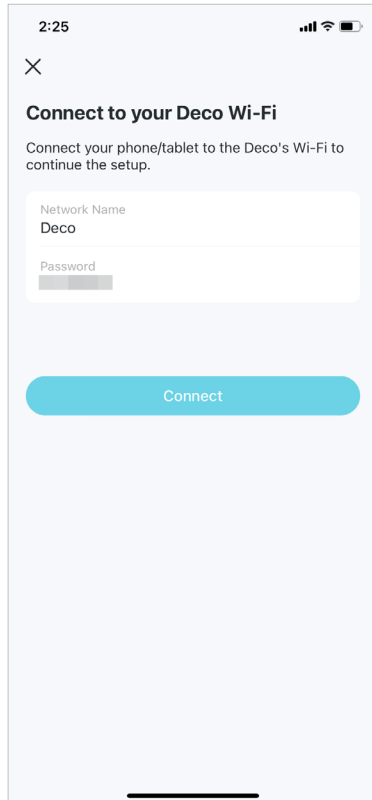 2:25
Connect to your Deco Wi-Fi
Connect your phone/tablet to the Deco's Wi-Fi to
continue the setup.
Network Name
Deco
Password
Connect